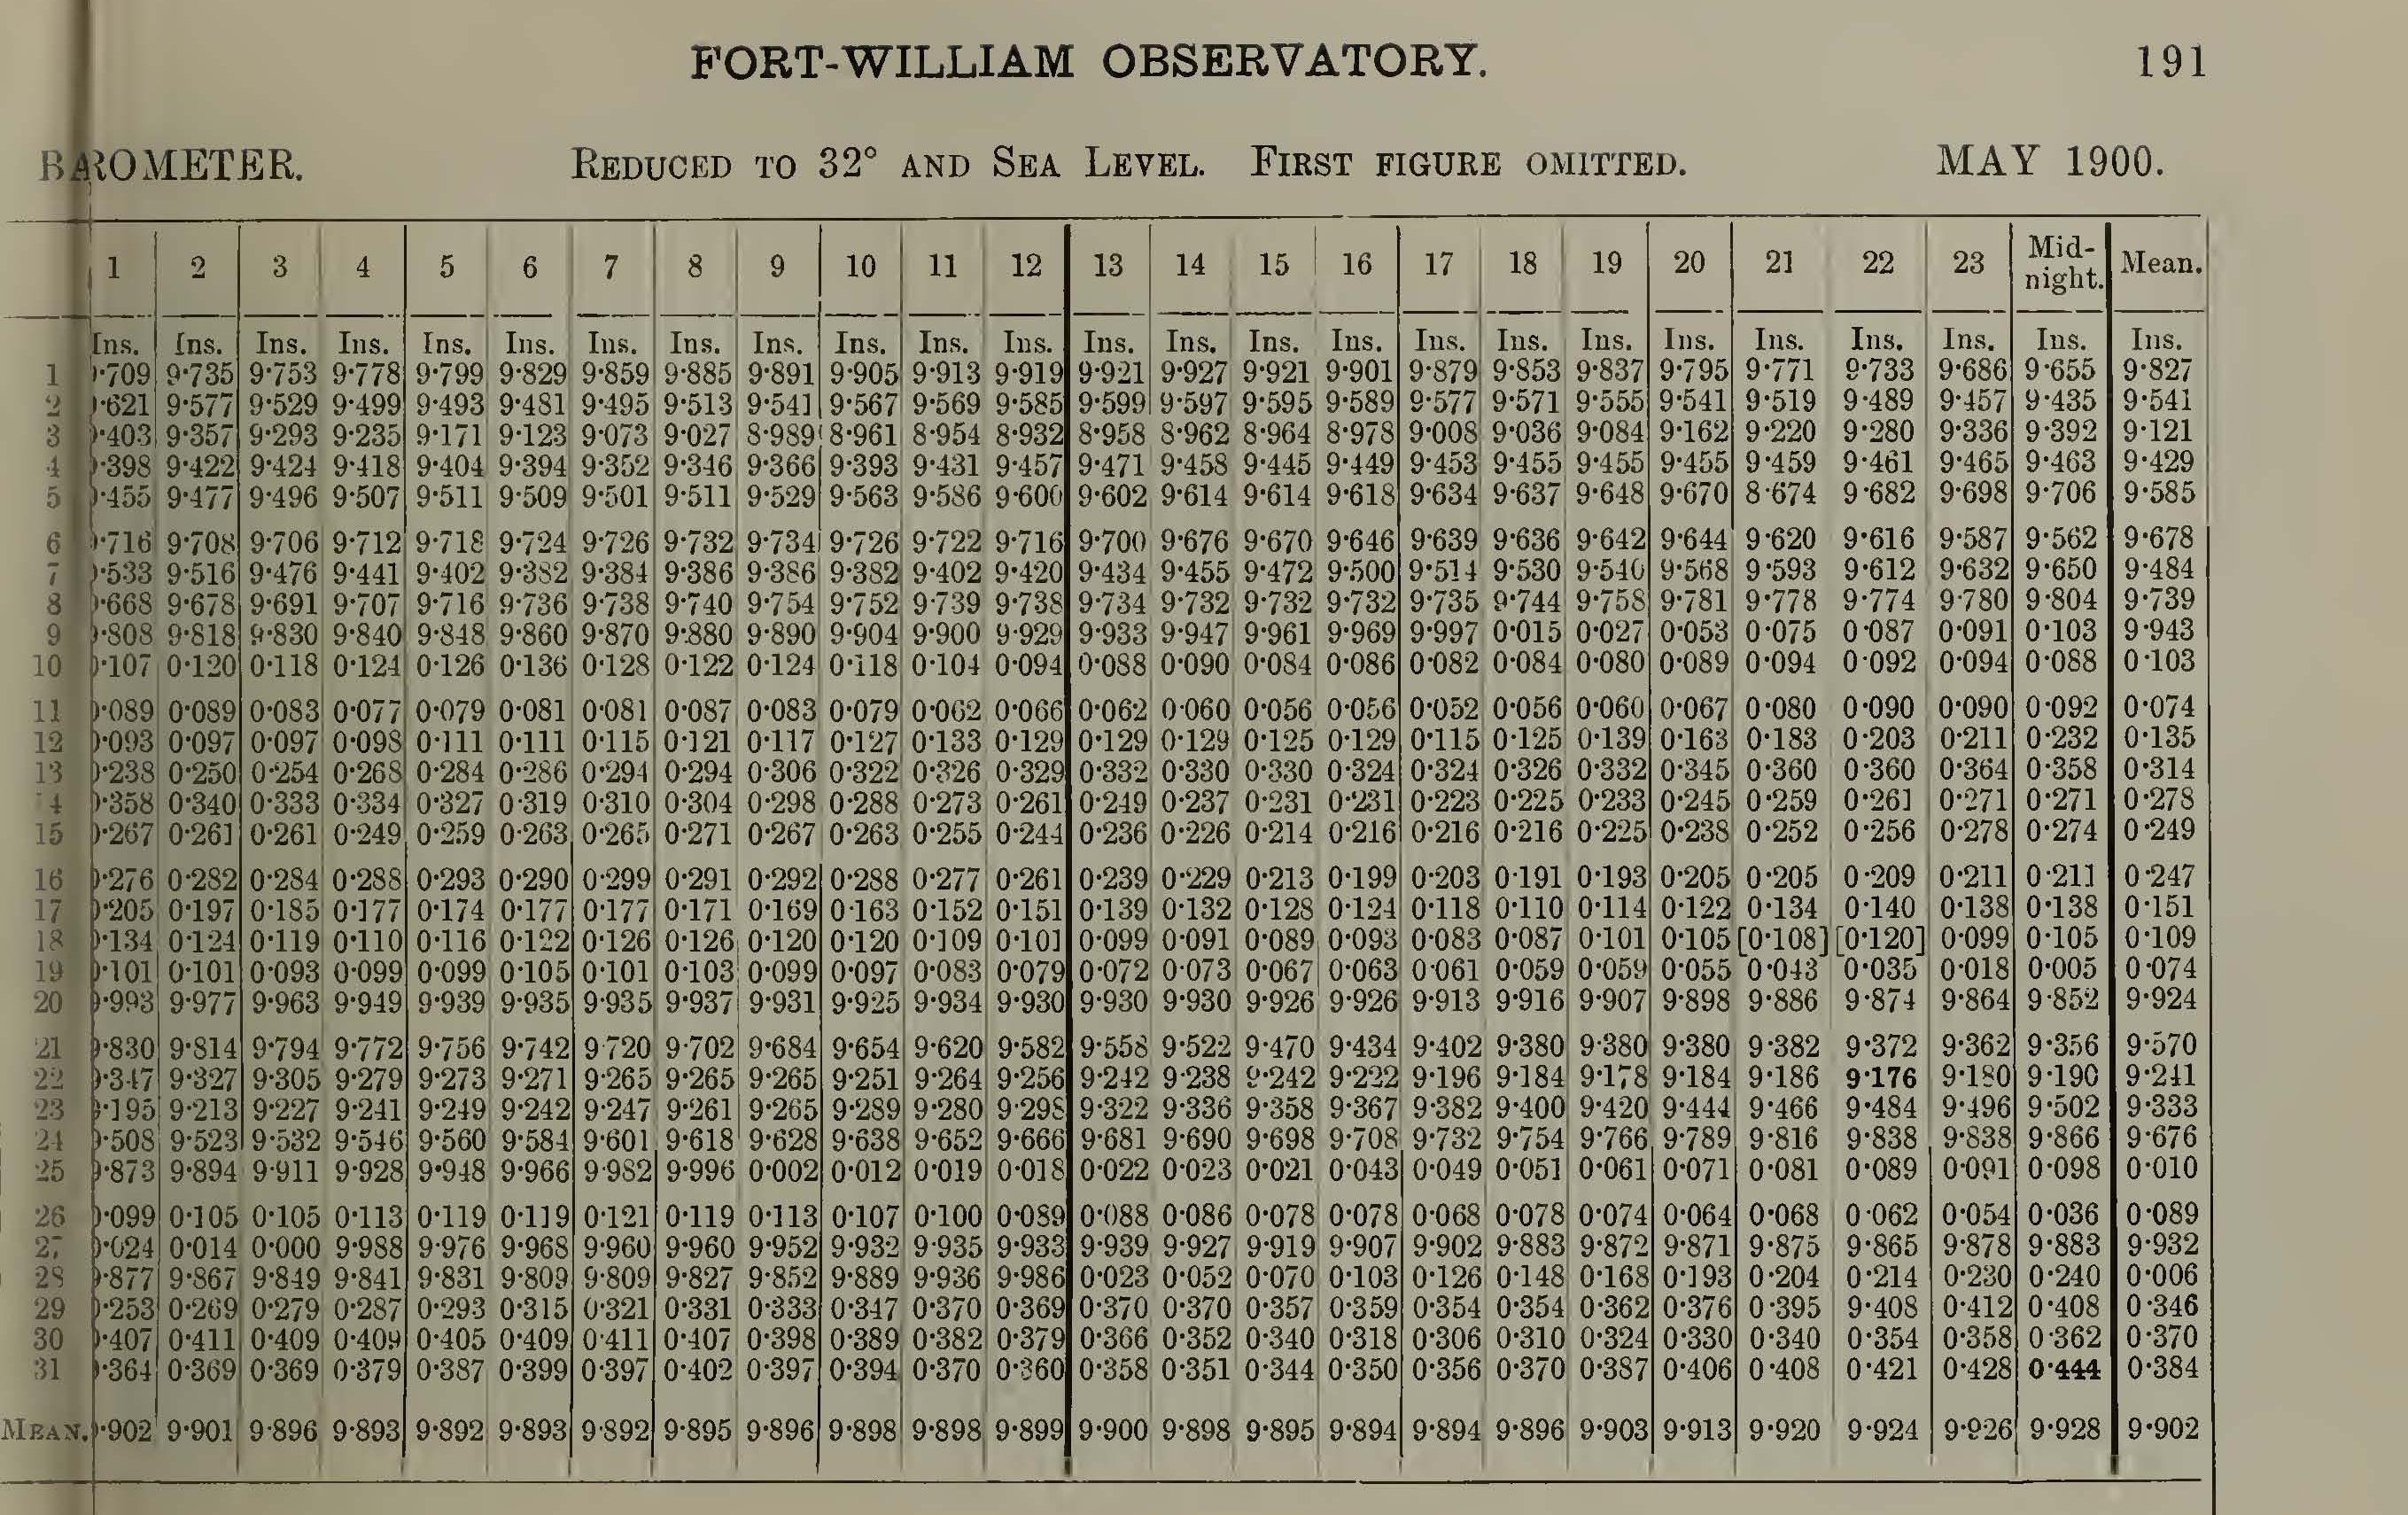 FORT-WILLIAM OBSERVATORY. 191
BAROMETER. REDUCED TO 32° AND SEA LEVEL. FIRST FIGURE OMITTED. MAY 1900.
1 2 3 4 5 6 7 8 9 10 11 12 13 14 15 16 17 18 19 20 21 22 23 Mid-night. Mean.
Ins. Ins. Ins. Ins. Ins. Ins. Ins. Ins. Ins. Ins. Ins. Ins. Ins. Ins. Ins. Ins. Ins. Ins. Ins. Ins. Ins. Ins. Ins. Ins. Ins.
1 ·709 9·735 9·753 9·778 9·799 9·829 9·859 9·885 9·891 9·905 9·913 9·919 9·921 9·927 9·921 9·901 9·879 9·853 9·837 9·795 9·771 9·733 9·686 9·655 9·827
2 ·621 9·577 9·529 9·499 9·493 9·481 9·495 9·513 9·541 9·567 9·569 9·585 9·599 9·597 9·595 9·589 9·577 9·571 9·555 9·541 9·519 9·489 9·457 9·435 9·541
3 ·403 9·357 9·293 9·235 9·171 9·123 9·073 9·027 8·989 8·961 8·954 8·932 8·958 8·962 8·964 8·978 9·008 9·036 9·084 9·162 9·220 9·280 9·336 9·392 9·121
4 ·398 9·422 9·424 9·418 9·404 9·394 9·352 9·346 9·366 9·393 9·431 9·457 9·471 9·458 9·445 9·449 9·453 9·455 9·455 9·455 9·459 9·461 9·465 9·463 9·429
5 ·455 9·477 9·496 9·507 9·511 9·509 9·501 9·511 9·529 9·563 9·586 9·600 9·602 9·614 9·614 9·618 9·634 9·637 9·648 9·670 8·674 9·682 9·698 9·706 9·585
6 ·716 9·708 9·706 9·712 9·718 9·724 9·726 9·732 9·734 9·726 9·722 9·716 9·700 9·676 9·670 9·646 9·639 9·636 9·642 9·644 9·620 9·616 9·587 9·562 9·678
7 ·533 9·516 9·476 9·441 9·402 9·382 9·384 9·386 9·386 9·382 9·402 9·420 9·434 9·455 9·472 9·500 9·514 9·530 9·540 9·568 9·593 9·612 9·632 9·650 9·484
8 ·668 9·678 9·691 9·707 9·716 9·736 9·738 9·740 9·754 9·752 9·739 9·738 9·734 9·732 9·732 9·732 9·735 9·744 9·758 9·781 9·778 9·774 9·780 9·804 9·739
9 ·808 9·818 9·830 9·840 9·848 9·860 9·870 9·880 9·890 9·904 9·900 9·929 9·933 9·947 9·961 9·969 9·997 0·015 0·027 0·053 0·075 0·087 0·091 0·103 9·943
10 0·107 0·120 0·118 0·124 0·126 0·136 0·128 0·122 0·124 0·118 0·104 0·094 0·088 0·090 0·084 0·086 0·082 0·084 0·080 0·089 0·094 0·092 0·094 0·088 0·103
11 ·089 0·089 0·083 0·077 0·079 0·081 0·081 0·087 0·083 0·079 0·062 0·066 0·062 0·060 0·056 0·056 0·052 0·056 0·060 0·067 0·080 0·090 0·090 0·092 0·074
12 ·093 0·097 0·097 0·098 0·111 0·111 0·115 0·121 0·117 0·127 0·133 0·129 0·129 0·129 0·125 0·129 0·115 0·125 0·139 0·163 0·183 0·203 0·211 0·232 0·135
13 ·238 0·250 0·254 0·268 0·284 0·286 0·294 0·294 0·306 0·322 0·326 0·329 0·332 0·330 0·330 0·324 0·324 0·326 0·332 0·345 0·360 0·360 0·364 0·358 0·314
4 ·358 0·340 0·333 0·334 0·327 0·319 0·310 0·304 0·298 0·288 0·273 0·261 0·249 0·237 0·231 0·231 0·223 0·225 0·233 0·245 0·259 0·261 0·271 0·271 0·278
15 ·267 0·261 0·261 0·249 0·259 0·263 0·265 0·271 0·267 0·263 0·255 0·244 0·236 0·226 0·214 0·216 0·216 0·216 0·225 0·238 0·252 0·256 0·278 0·274 0·249
16 ·276 0·282 0·284 0·288 0·293 0·290 0·299 0·291 0·292 0·288 0·277 0·261 0·239 0·229 0·213 0·199 0·203 0·191 0·193 0·205 0·205 0·209 0·211 0·211 0·247
17 ·205 0·197 0·185 0·177 0·174 0·177 0·177 0·171 0·169 0·163 0·152 0·151 0·139 0·132 0·128 0·124 0·118 0·110 0·114 0·122 0·134 0·140 0·138 0·138 0·151
18 ·134 0·124 0·119 0·110 0·116 0·122 0·126 0·126 0·120 0·120 0·109 0·101 0·099 0·091 0·089 0·093 0·083 0·087 0·101 0·105 [0·108] [0·120] 0·099 0·105 0·109
19 ·101 0·101 0·093 0·099 0·099 0·105 0·101 0·103 0·099 0·097 0·083 0·079 0·072 0·073 0·067 0·063 0·061 0·059 0·059 0·055 0·043 0·035 0·018 0·005 0·074
20 ·993 9·977 9·963 9·949 9·939 9·935 9·935 9·937 9·931 9·925 9·934 9·930 9·930 9·930 9·926 9·926 9·913 9·916 9·907 9·898 9·886 9·874 9·864 9·852 9·924
21 ·830 9·814 9·794 9·772 9·756 9·742 9·720 9·702 9·684 9·654 9·620 9·582 9·558 9·522 9·470 9·434 9·402 9·380 9·380 9·380 9·382 9·372 9·362 9·356 9·570
22 ·347 9·327 9·305 9·279 9·273 9·271 9·265 9·265 9·265 9·251 9·264 9·256 9·242 9·238 9·242 9·222 9·196 9·184 9·178 9·184 9·186 9·176 9·180 9·190 9·241
23 ·195 9·213 9·227 9·241 9·249 9·242 9·247 9·261 9·265 9·289 9·280 9·298 9·322 9·336 9·358 9·367 9·382 9·400 9·420 9·444 9·466 9·484 9·496 9·502 9·333
24 ·508 9·523 9·532 9·546 9·560 9·584 9·601 9·618 9·628 9·638 9·652 9·666 9·681 9·690 9·698 9·708 9·732 9·754 9·766 9·789 9·816 9·838 9·838 9·866 9·676
25 ·873 9·894 9·911 9·928 9·948 9·966 9·982 9·996 0·002 0·012 0·019 0·018 0·022 0·023 0·021 0·043 0·049 0·051 0·061 0·071 0·081 0·089 0·091 0·098 0·010
26 ·099 0·105 0·105 0·113 0·119 0·119 0·121 0·119 0·113 0·107 0·100 0·089 0·088 0·086 0·078 0·078 0·068 0·078 0·074 0·064 0·068 0·062 0·054 0·036 0·089
27 ·024 0·014 0·000 9·988 9·976 9·968 9·960 9·960 9·952 9·932 9·935 9·933 9·939 9·927 9·919 9·907 9·902 9·883 9·872 9·871 9·875 9·865 9·878 9·883 9·932
28 ·877 9·867 9·849 9·841 9·831 9·809 9·809 9·827 9·852 9·889 9·936 9·986 0·023 0·052 0·070 0·103 0·126 0·148 0·168 0·193 0·204 0·214 0·230 0·240 0·006
29 ·253 0·269 0·279 0·287 0·293 0·315 0·321 0·331 0·333 0·347 0·370 0·369 0·370 0·370 0·357 0·359 0·354 0·354 0·362 0·376 0·395 9·408 0·412 0·408 0·346
30 ·407 0·411 0·409 0·409 0·405 0·409 0·411 0·407 0·398 0·389 0·382 0·379 0·366 0·352 0·340 0·318 0·306 0·310 0·324 0·330 0·340 0·354 0·358 0·362 0·370
31 ·364 0·369 0·369 0·379 0·387 0·399 0·397 0·402 0·397 0·394 0·370 0·360 0·358 0·351 0·344 0·350 0·356 0·370 0·387 0·406 0·408 0·421 0·428 0·444 0·384
MEAN. ·902 9·901 9·896 9·893 9·892 9·893 9·892 9·895 9·896 9·898 9·898 9·899 9·900 9·898 9·895 9·894 9·894 9·896 9·903 9·913 9·920 9·924 9·926 9·928 9·902